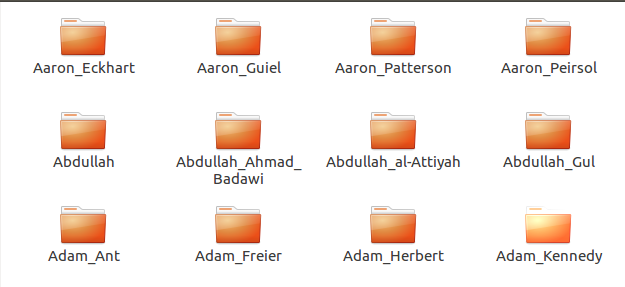 Aaron_Eckhart
Aaron_Guiel
Aaron_Patterson
Aaron_Peirsol
Abdullah
Abdullah_Ahmad_
Badawi
Abdullah_al-Attiyah
Abdullah_Gul
Adam_Ant
Adam_Freier
Adam_Herbert
Adam_Kennedy